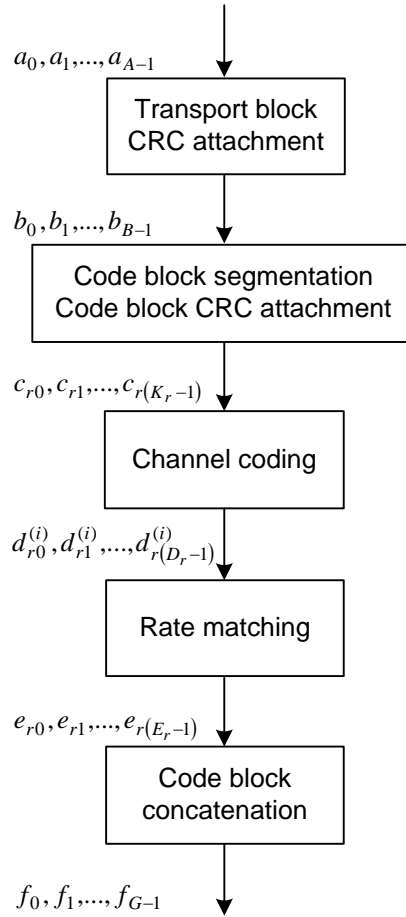 a_0, a_1,..., a_{A-1}
Transport block
CRC attachment
b_0, b_1,..., b_{B-1}
Code block segmentation
Code block CRC attachment
c_{r0}, c_{r1},..., c_{r(K_r-1)}
Channel coding
d_{r0}^{(i)}, d_{r1}^{(i)},..., d_{r(D_r-1)}^{(i)}
Rate matching
e_{r0}, e_{r1},..., e_{r(E_r-1)}
Code block
concatenation
f_0, f_1,..., f_{G-1}